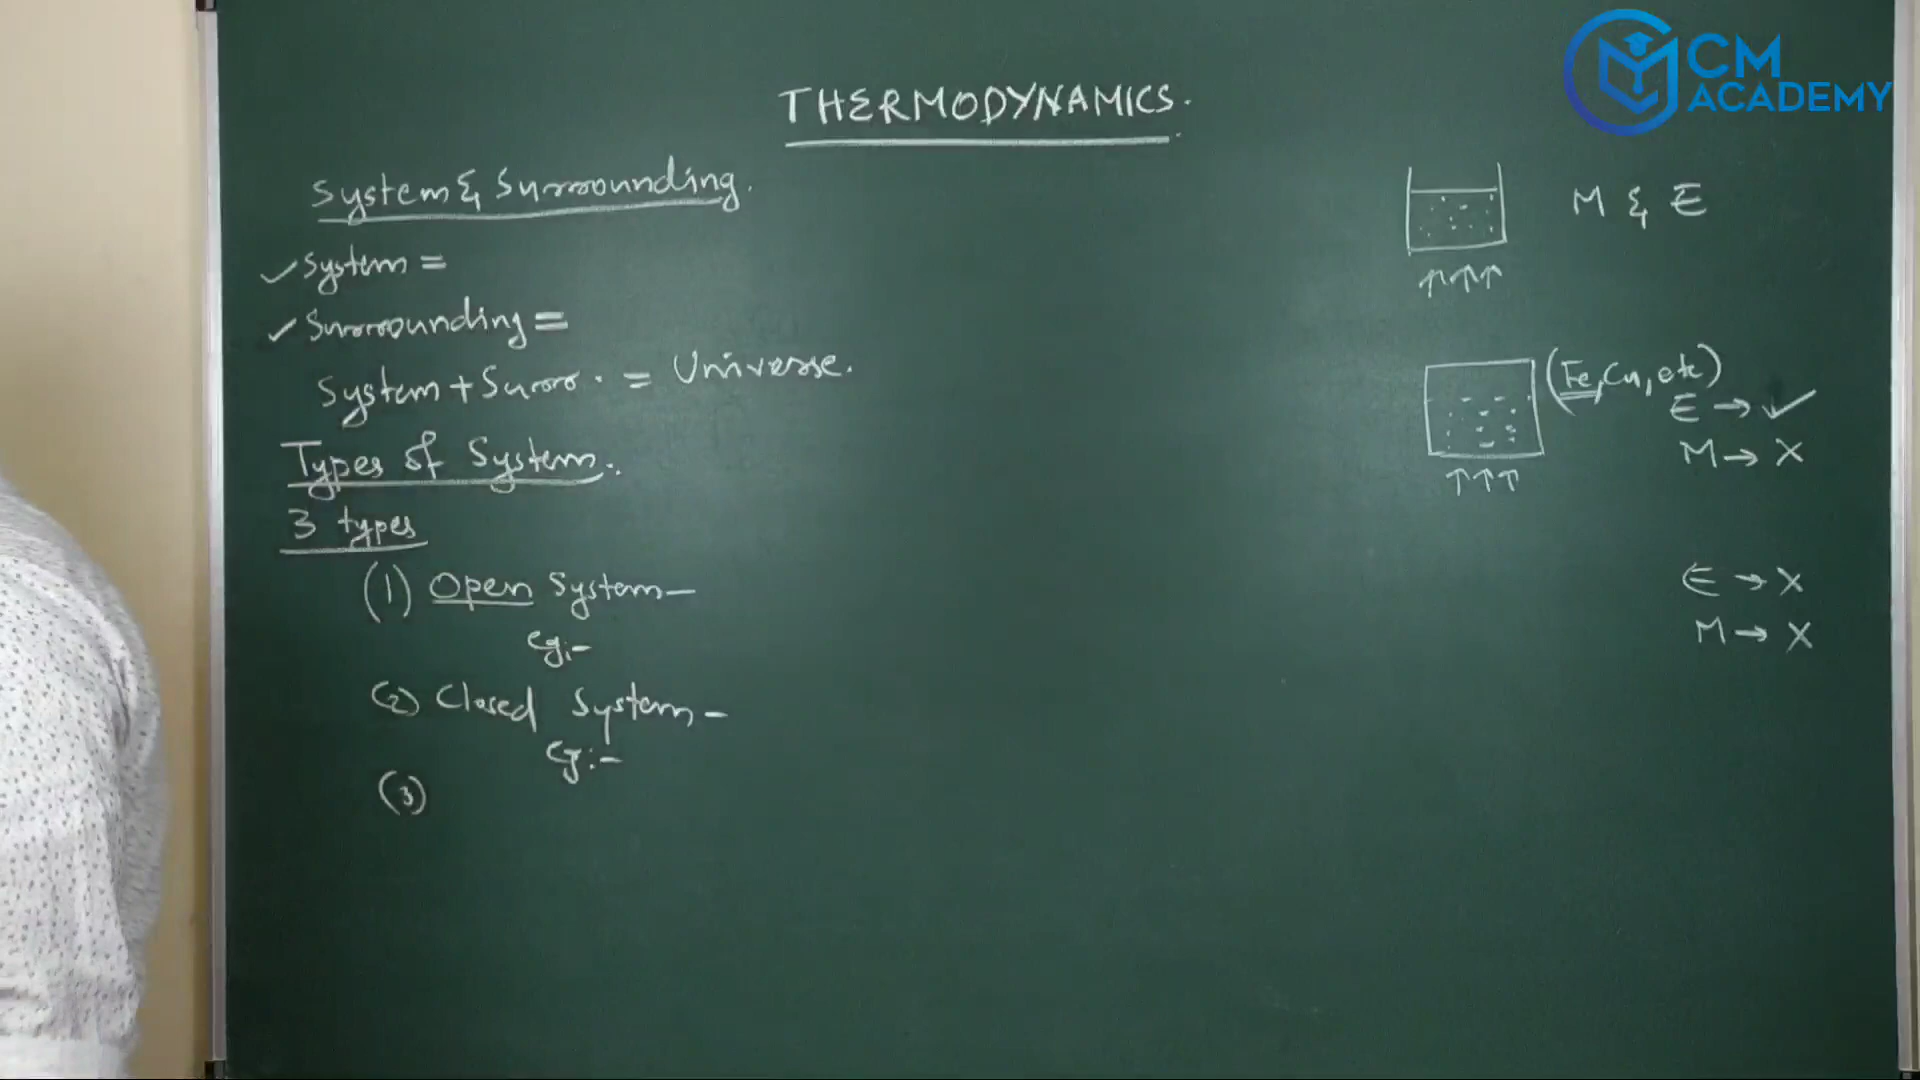 CM
ACADEMY
THERMODYNAMICS.
System & Surrounding.
✓ System =
✓ Surrounding =
System + Surro. = Universe.
Types of System:
3 types
(1) Open System -
eg:-
(2) Closed System -
eg:-
(3)
M & E
↑↑↑
(Fe, Cu, etc)
E → ✓
M → X
↑↑↑
E → X
M → X